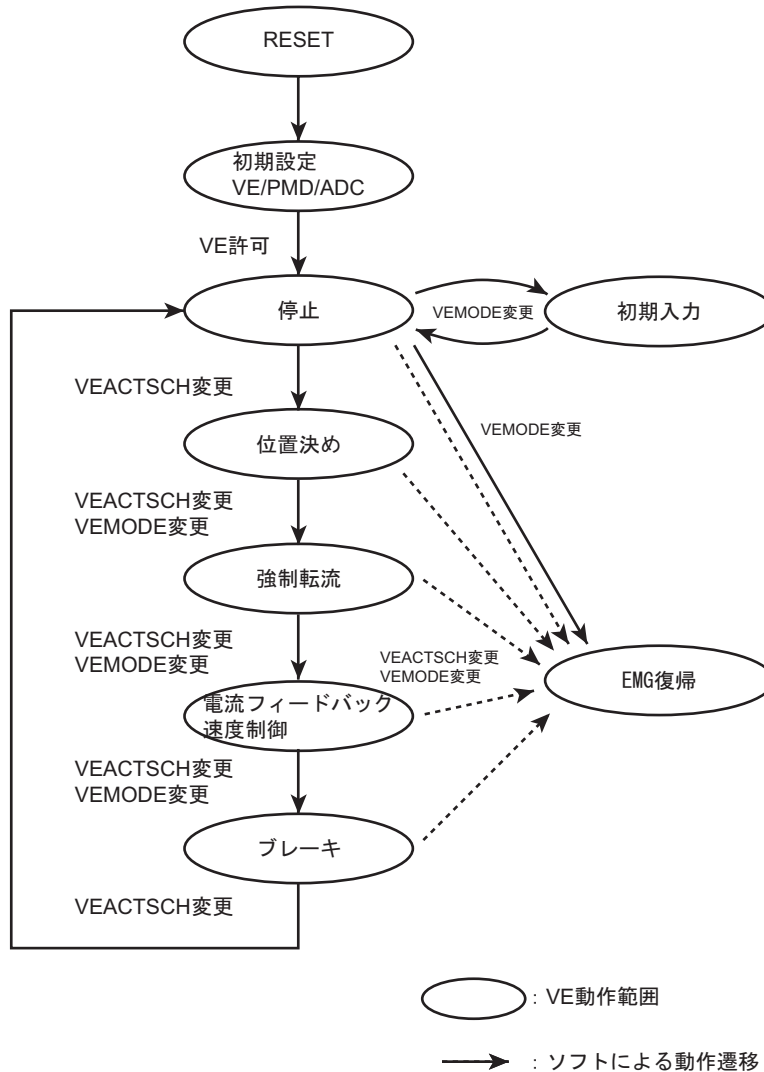 RESET
初期設定
VE/PMD/ADC
VE許可
停止
VEMODE変更
初期入力
VEACTSCH変更
VEMODE変更
位置決め
VEACTSCH変更
VEMODE変更
強制転流
VEACTSCH変更
VEMODE変更
VEACTSCH変更
VEMODE変更
EMG復帰
電流フィードバック
速度制御
VEACTSCH変更
VEMODE変更
ブレーキ
VEACTSCH変更
: VE動作範囲
: ソフトによる動作遷移